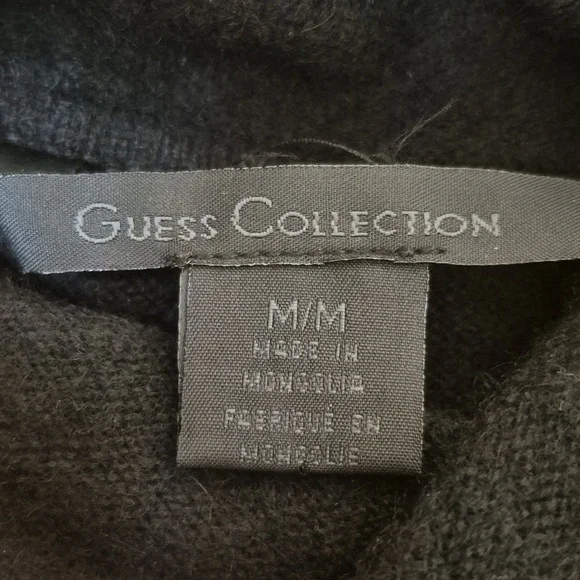 GUESS COLLECTION
M/M
MADE IN
MONGOLIA
FABRIQUÉ EN
MONGOLIE